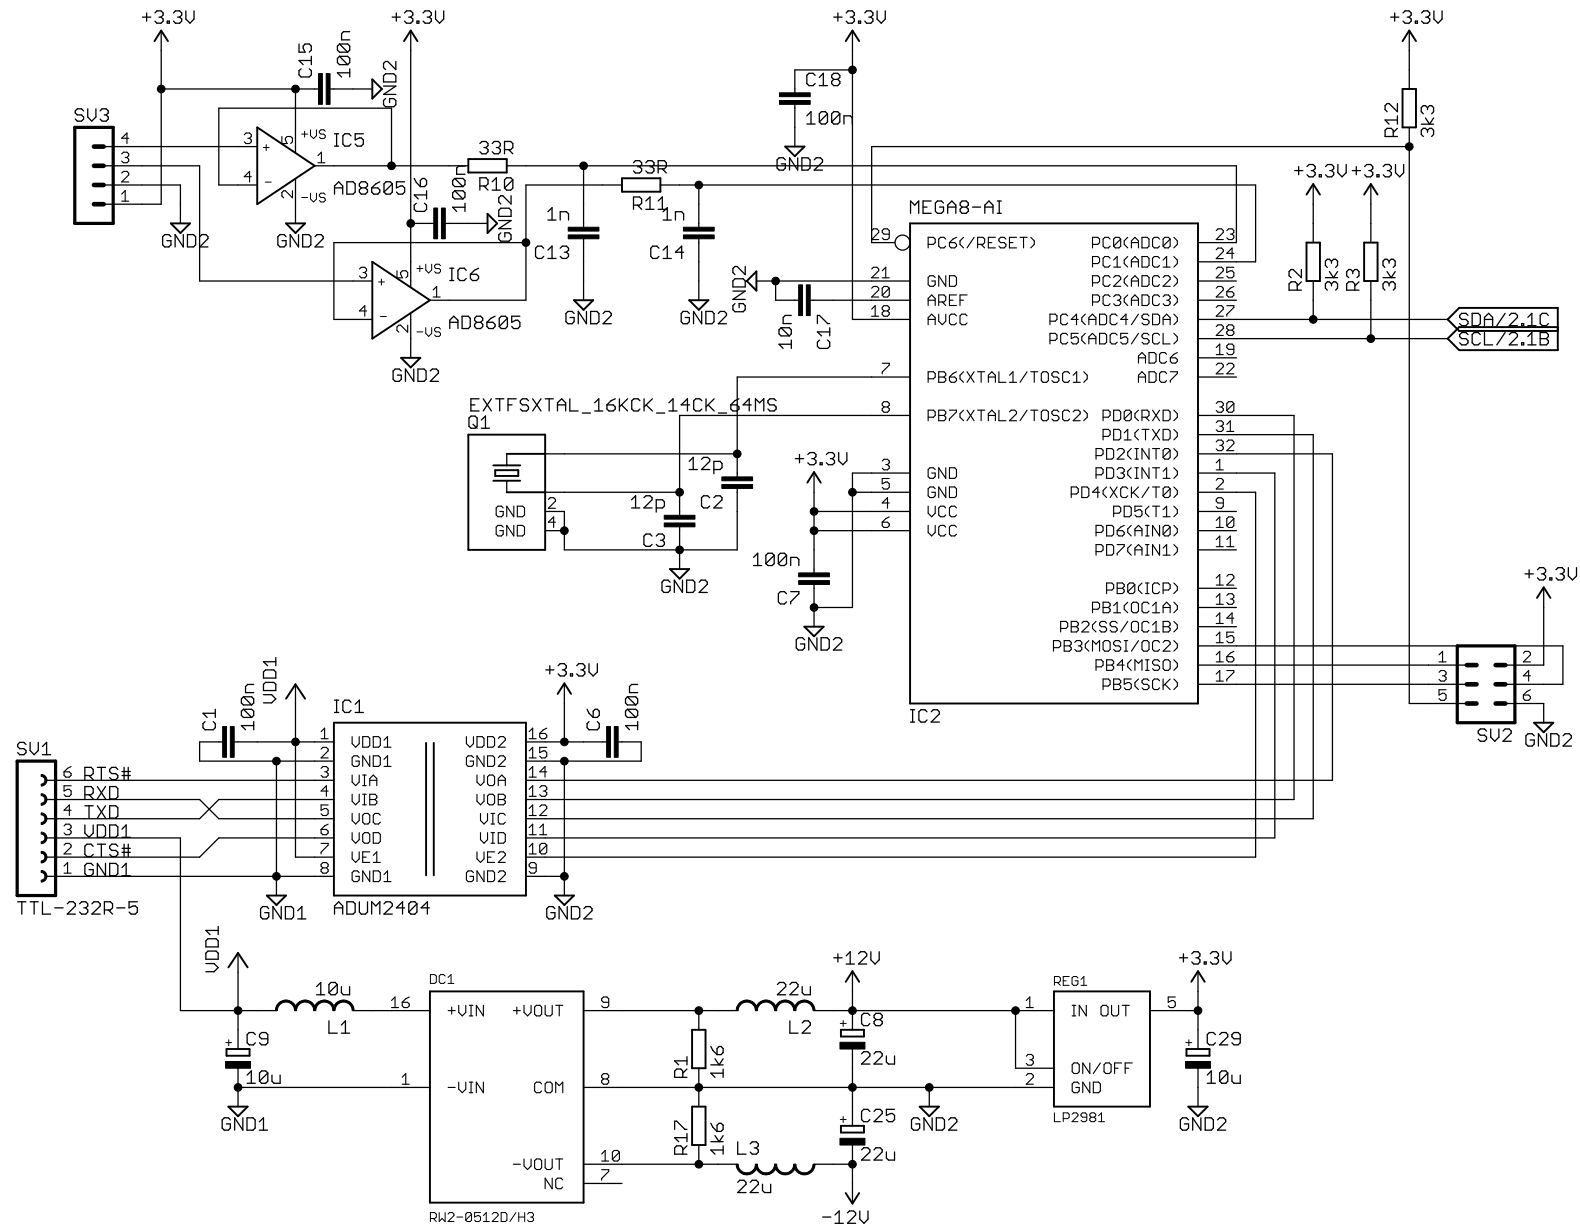 +3.3V
+3.3V
+3.3V
+3.3V
C15
100n
GND2
C18
100n
GND2
R12
3k3
SV3
4
3
2
1
3
+
5
+VS
IC5
1
4
-
2
-VS
AD8605
GND2
GND2
33R
R10
33R
R11
C16
100n
GND2
1n
C13
1n
C14
+3.3V
+3.3V
R2
3k3
R3
3k3
3
+
5
+VS
IC6
1
4
-
2
-VS
AD8605
GND2
GND2
GND2
GND2
10n
C17
MEGA8-AI
29
PC6(/RESET)
21
GND
20
AREF
18
AVCC
7
PB6(XTAL1/TOSC1)
8
PB7(XTAL2/TOSC2)
3
GND
5
GND
4
VCC
6
VCC
PC0(ADC0)
23
PC1(ADC1)
24
PC2(ADC2)
25
PC3(ADC3)
26
PC4(ADC4/SDA)
27
PC5(ADC5/SCL)
28
ADC6
19
ADC7
22
PD0(RXD)
30
PD1(TXD)
31
PD2(INT0)
32
PD3(INT1)
1
PD4(XCK/T0)
2
PD5(T1)
9
PD6(AIN0)
10
PD7(AIN1)
11
PB0(ICP)
12
PB1(OC1A)
13
PB2(SS/OC1B)
14
PB3(MOSI/OC2)
15
PB4(MISO)
16
PB5(SCK)
17
IC2
SDA/2.1C
SCL/2.1B
EXTFSXTAL_16KCK_14CK_64MS
Q1
GND
2
GND
4
12p
C2
12p
C3
GND2
+3.3V
100n
C7
GND2
+3.3V
1
3
5
2
4
6
SV2
GND2
VDD1
C1
100n
+3.3V
C6
100n
IC1
1
VDD1
2
GND1
3
VIA
4
VIB
5
VOC
6
VOD
7
VE1
8
GND1
VDD2
16
GND2
15
VOA
14
VOB
13
VIC
12
VID
11
VE2
10
GND2
9
ADUM2404
GND1
GND2
SV1
6 RTS#
5 RXD
4 TXD
3 VDD1
2 CTS#
1 GND1
TTL-232R-5
VDD1
10u
L1
C9
+
10u
GND1
DC1
16
+VIN
1
-VIN
+VOUT
9
COM
8
-VOUT
10
NC
7
RW2-0512D/H3
R1
1k6
R17
1k6
22u
L2
L3
22u
+12V
+
C8
22u
+
C25
22u
-12V
GND2
REG1
1
IN OUT
5
3
ON/OFF
2
GND
LP2981
+3.3V
+
C29
10u
GND2